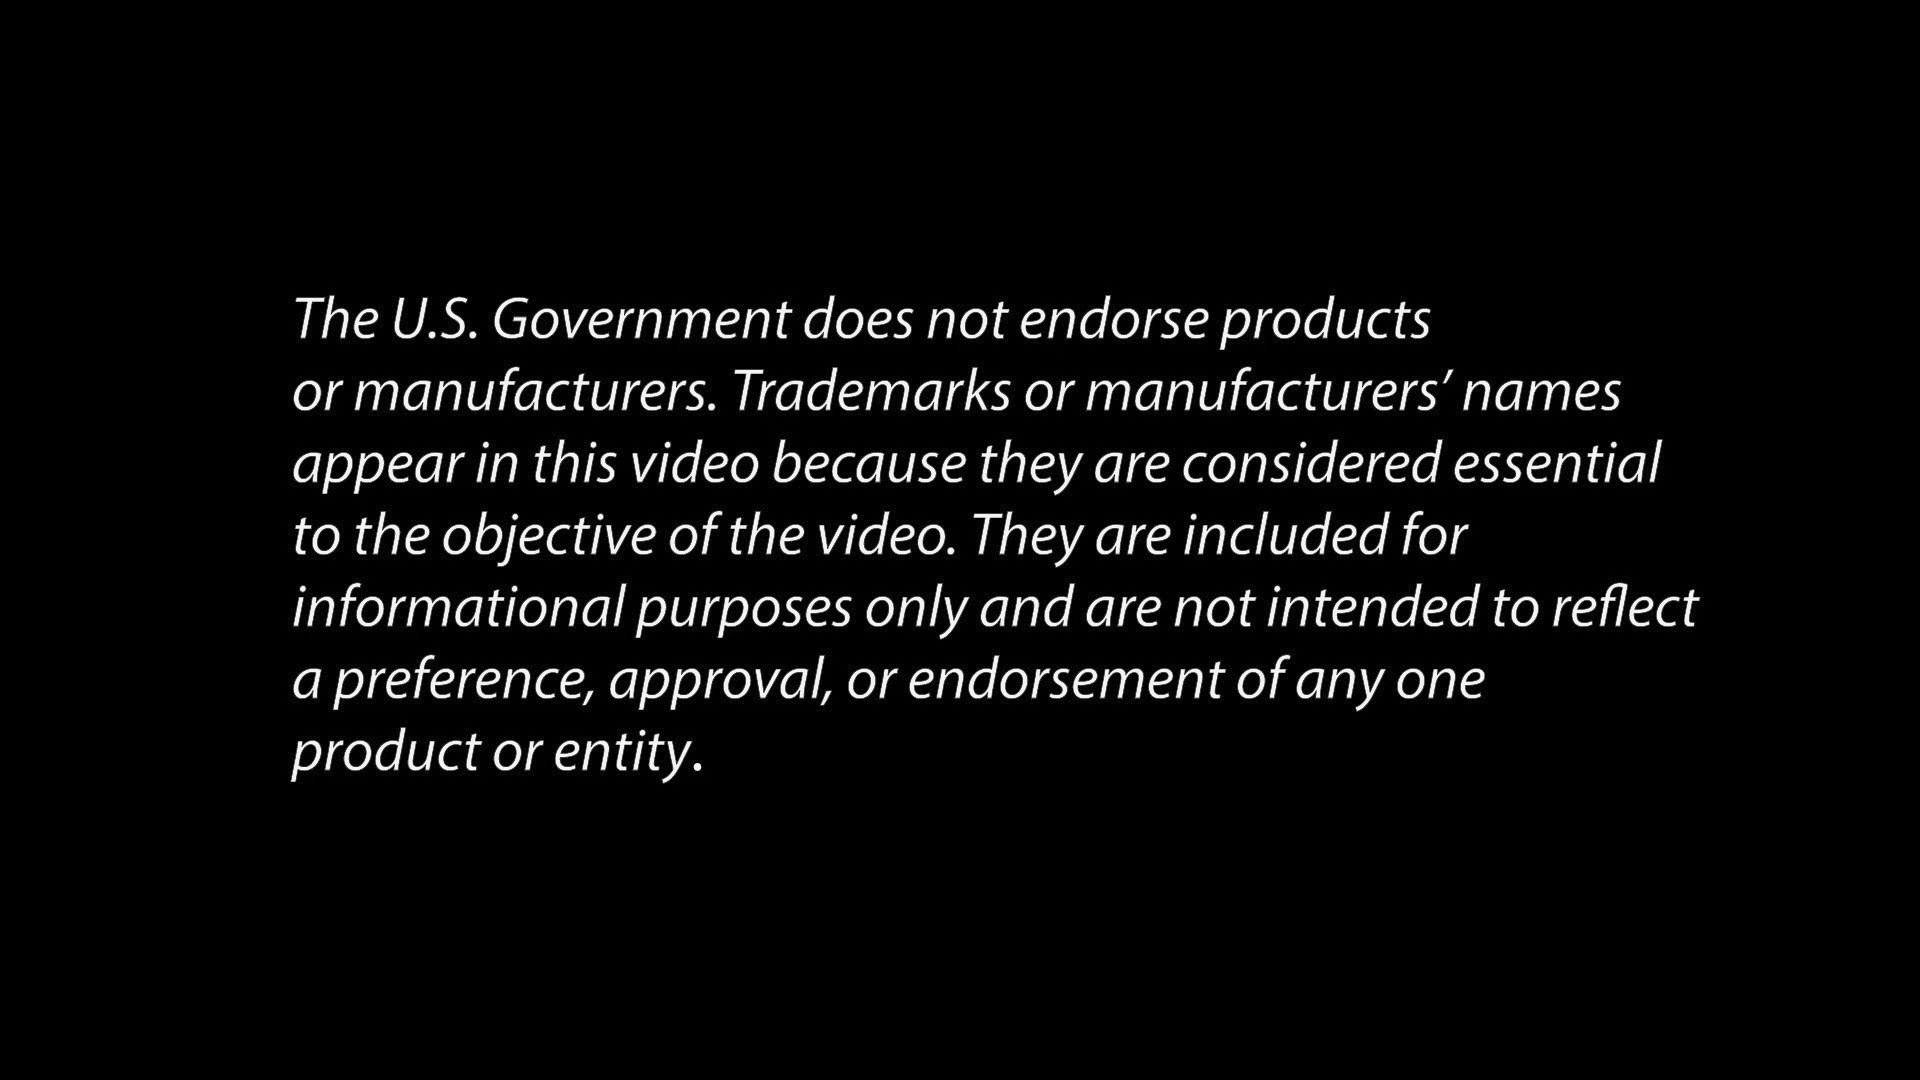 The U.S. Government does not endorse products
or manufacturers. Trademarks or manufacturers’ names
appear in this video because they are considered essential
to the objective of the video. They are included for
informational purposes only and are not intended to reflect
a preference, approval, or endorsement of any one
product or entity.